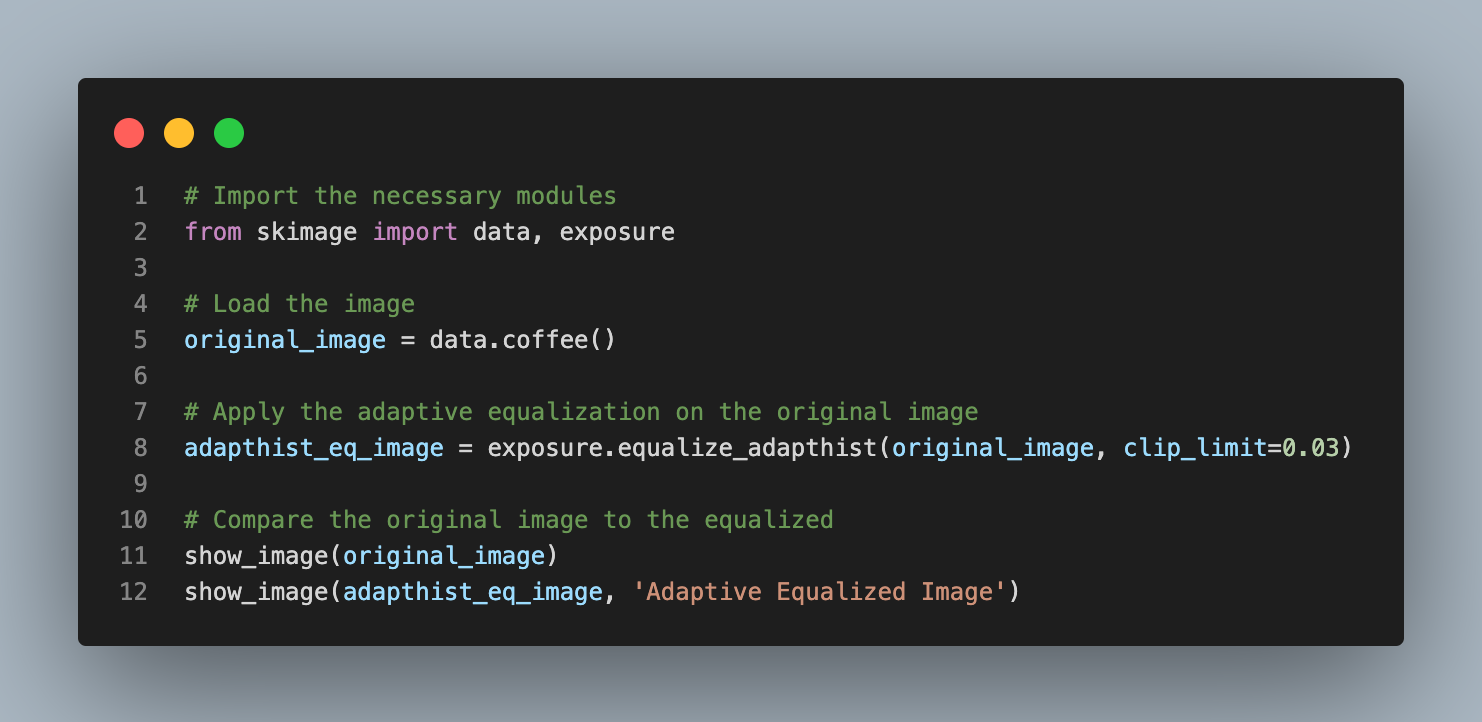 1 # Import the necessary modules
2 from skimage import data, exposure
3
4 # Load the image
5 original_image = data.coffee()
6
7 # Apply the adaptive equalization on the original image
8 adapthist_eq_image = exposure.equalize_adapthist(original_image, clip_limit=0.03)
9
10 # Compare the original image to the equalized
11 show_image(original_image)
12 show_image(adapthist_eq_image, 'Adaptive Equalized Image')